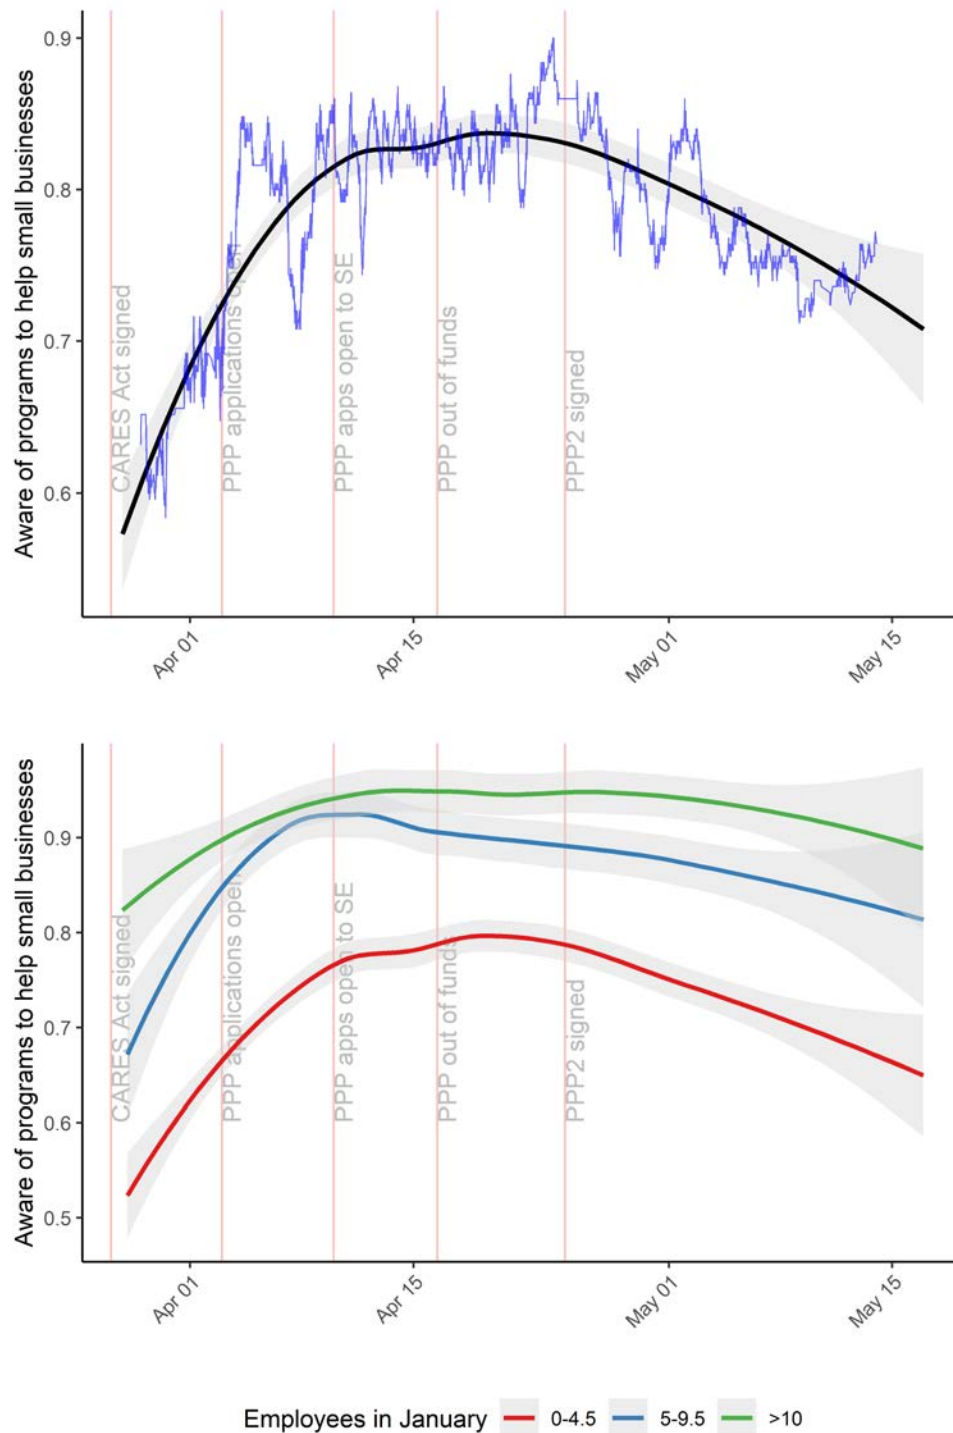 Aware of programs to help small businesses
0.9
0.8
0.7
0.6
CARES Act signed
PPP applications open
PPP apps open to SE
PPP out of funds
PPP2 signed
Apr 01
Apr 15
May 01
May 15
Aware of programs to help small businesses
0.9
0.8
0.7
0.6
0.5
CARES Act signed
PPP applications open
PPP apps open to SE
PPP out of funds
PPP2 signed
Apr 01
Apr 15
May 01
May 15
Employees in January 0-4.5 5-9.5 >10